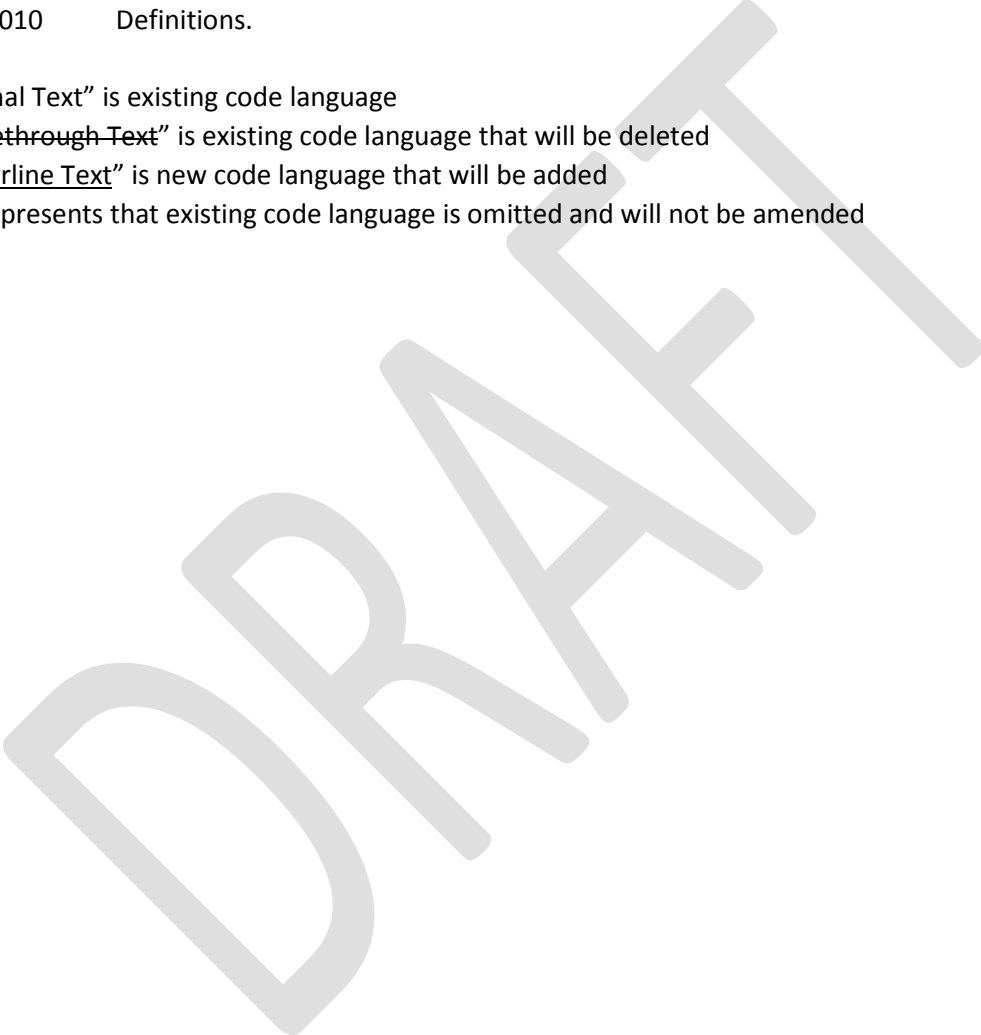 010 Definitions.
nal Text” is existing code language
ethrough Text” is existing code language that will be deleted
rline Text” is new code language that will be added
presents that existing code language is omitted and will not be amended
DRAFT